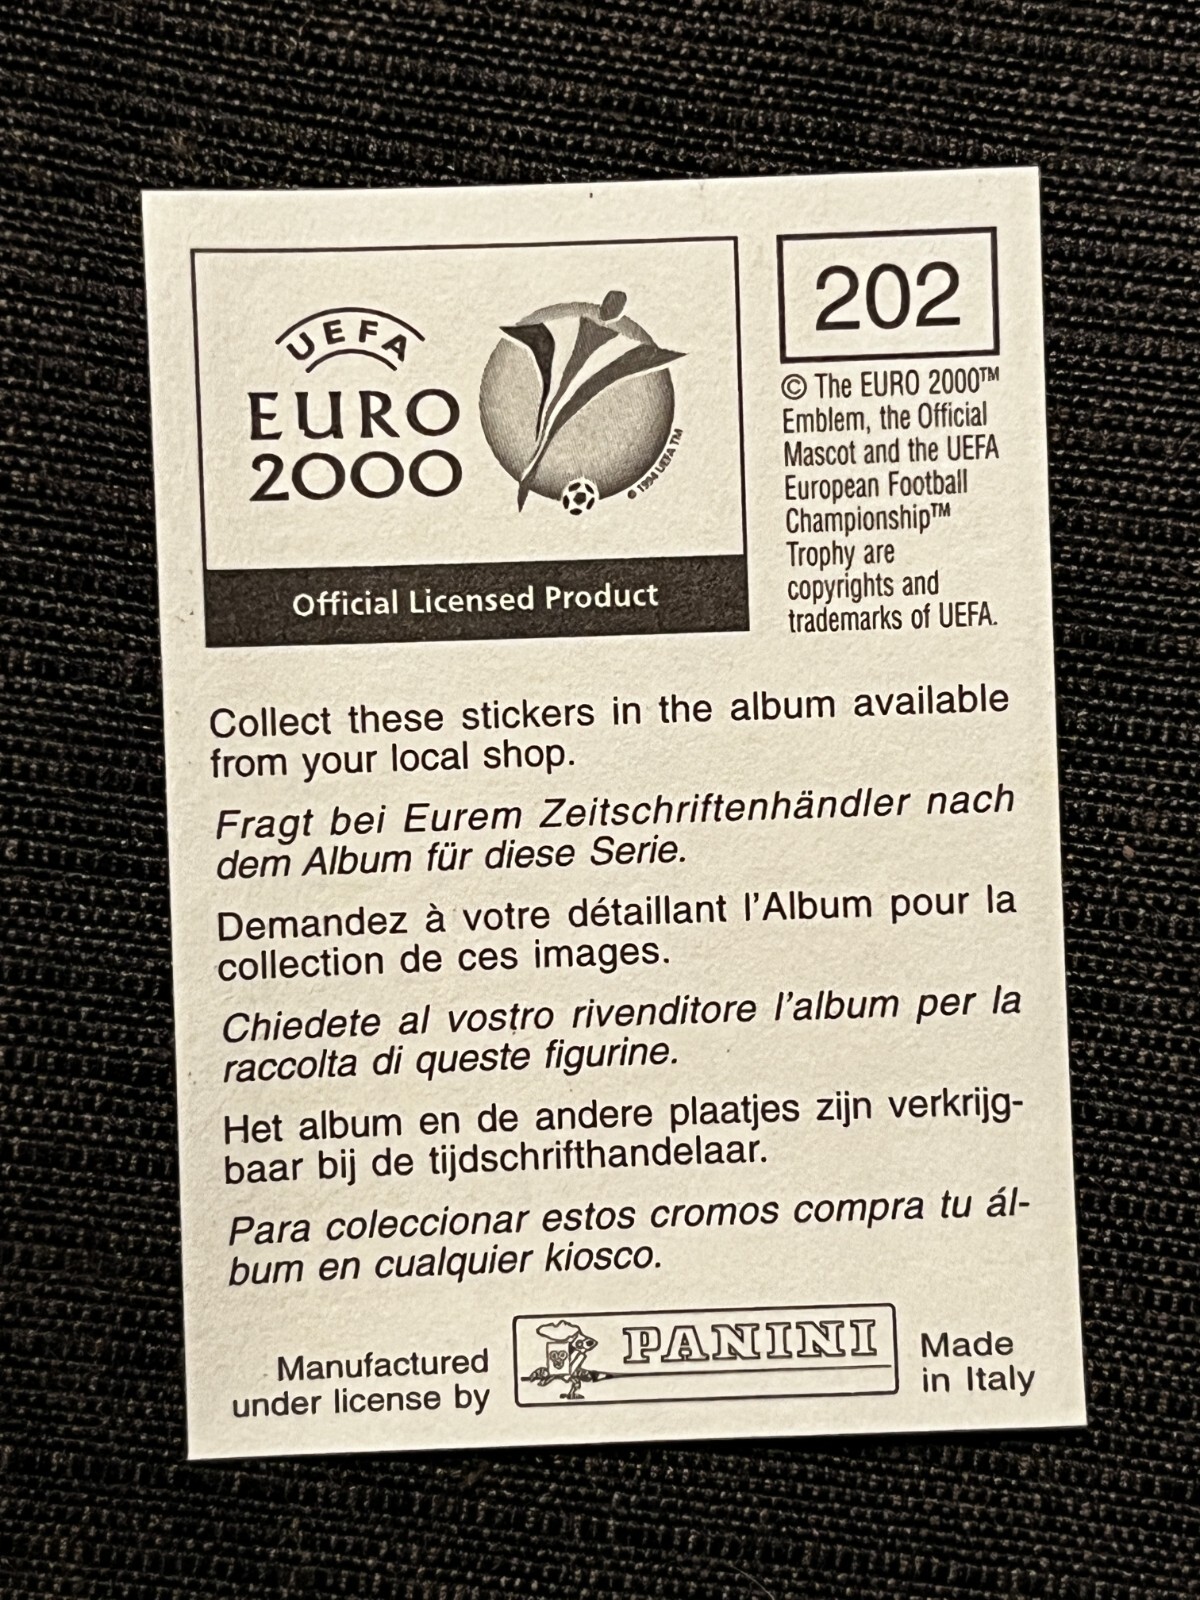 UEFA
EURO
2000
© 1994 UEFA TM
Official Licensed Product
202
© The EURO 2000™
Emblem, the Official
Mascot and the UEFA
European Football
Championship™
Trophy are
copyrights and
trademarks of UEFA.
Collect these stickers in the album available
from your local shop.
Fragt bei Eurem Zeitschriftenhändler nach
dem Album für diese Serie.
Demandez à votre détaillant l'Album pour la
collection de ces images.
Chiedete al vostro rivenditore l'album per la
raccolta di queste figurine.
Het album en de andere plaatjes zijn verkrijg-
baar bij de tijdschrifthandelaar.
Para coleccionar estos cromos compra tu ál-
bum en cualquier kiosco.
Manufactured
under license by
PANINI
Made
in Italy